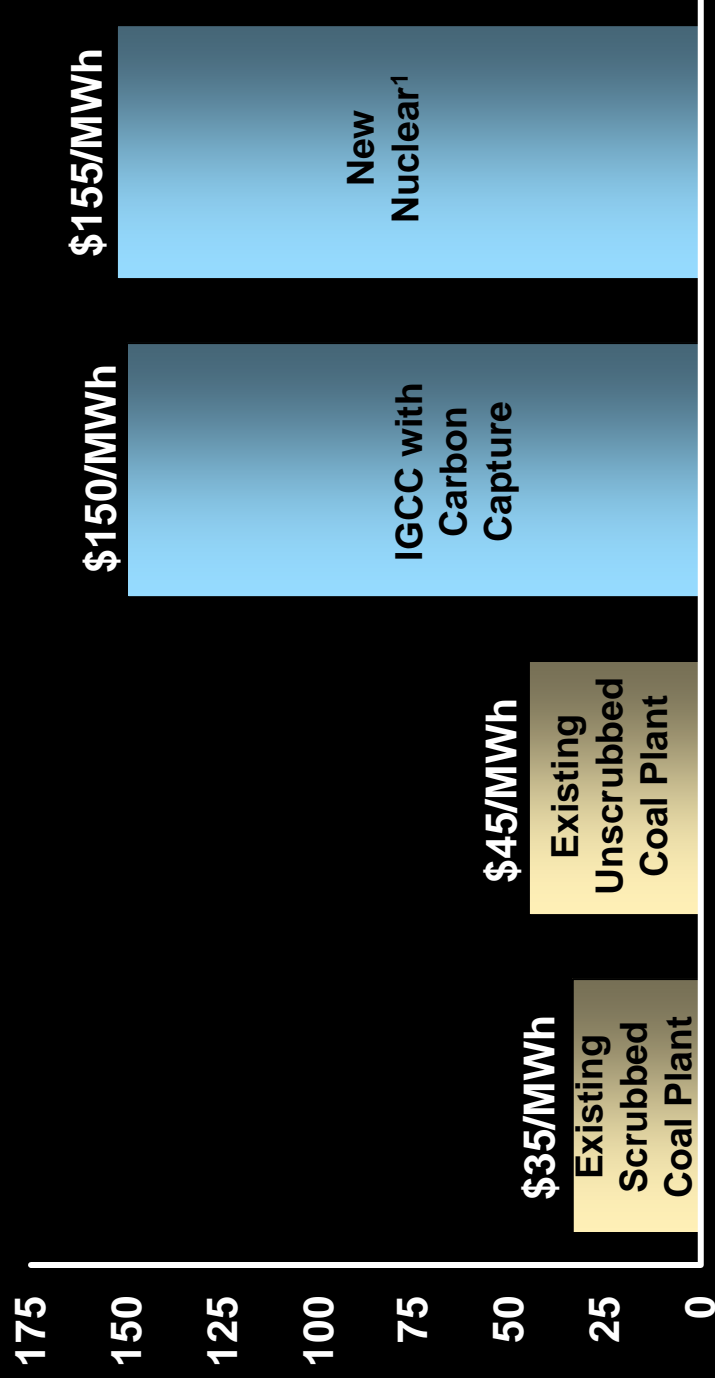 175
150
125
100
75
50
25
0
$35/MWh
Existing
Scrubbed
Coal Plant
$45/MWh
Existing
Unscrubbed
Coal Plant
$150/MWh
IGCC with
Carbon
Capture
$155/MWh
New
Nuclear¹